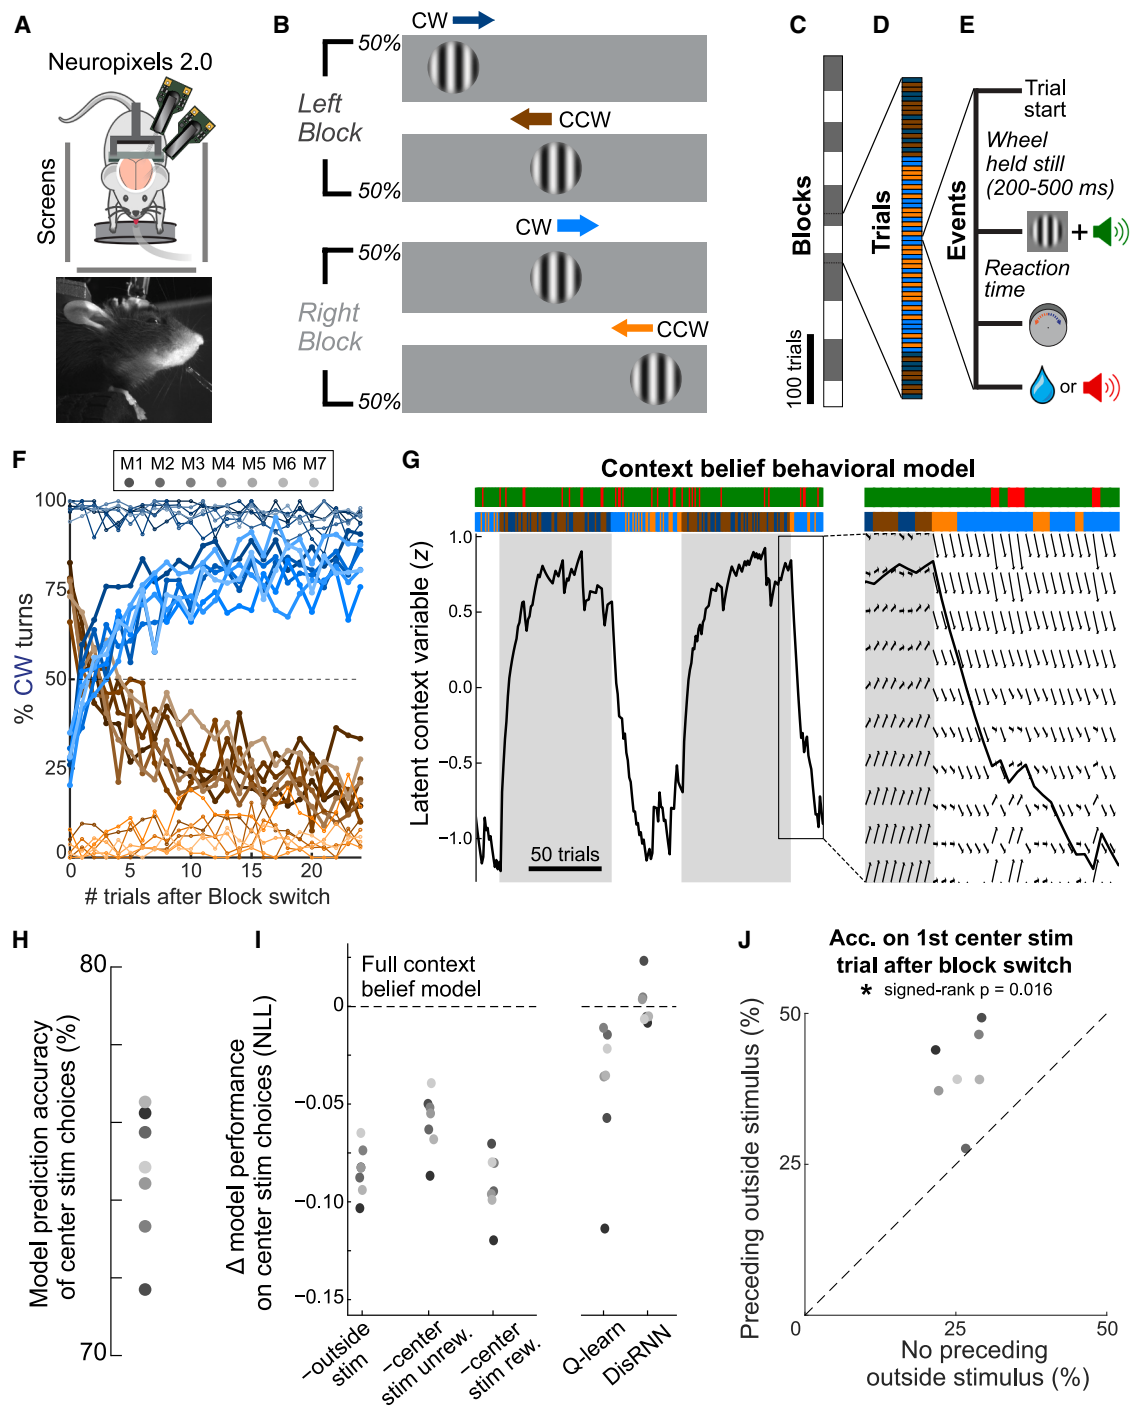 A
Neuropixels 2.0
Screens
B
CW
50%
Left
Block
CCW
50%
CW
50%
Right
Block
CCW
50%
C
D
E
Blocks
100 trials
Trials
Events
Trial
start
Wheel
held still
(200-500 ms)
+
Reaction
time
or
F
M1 M2 M3 M4 M5 M6 M7
100
75
50
25
0
% CW turns
0 5 10 15 20
# trials after Block switch
G
Context belief behavioral model
Latent context variable (z)
1.0
0.5
0.0
−0.5
−1.0
50 trials
H
80
70
Model prediction accuracy
of center stim choices (%)
I
Full context
belief model
Δ model performance
on center stim choices (NLL)
0
−0.05
−0.10
−0.15
−outside
stim
−center
stim unrew.
−center
stim rew.
Q-learn
DisRNN
J
Acc. on 1st center stim
trial after block switch
* signed-rank p = 0.016
Preceding outside stimulus (%)
50
25
0 25 50
No preceding
outside stimulus (%)